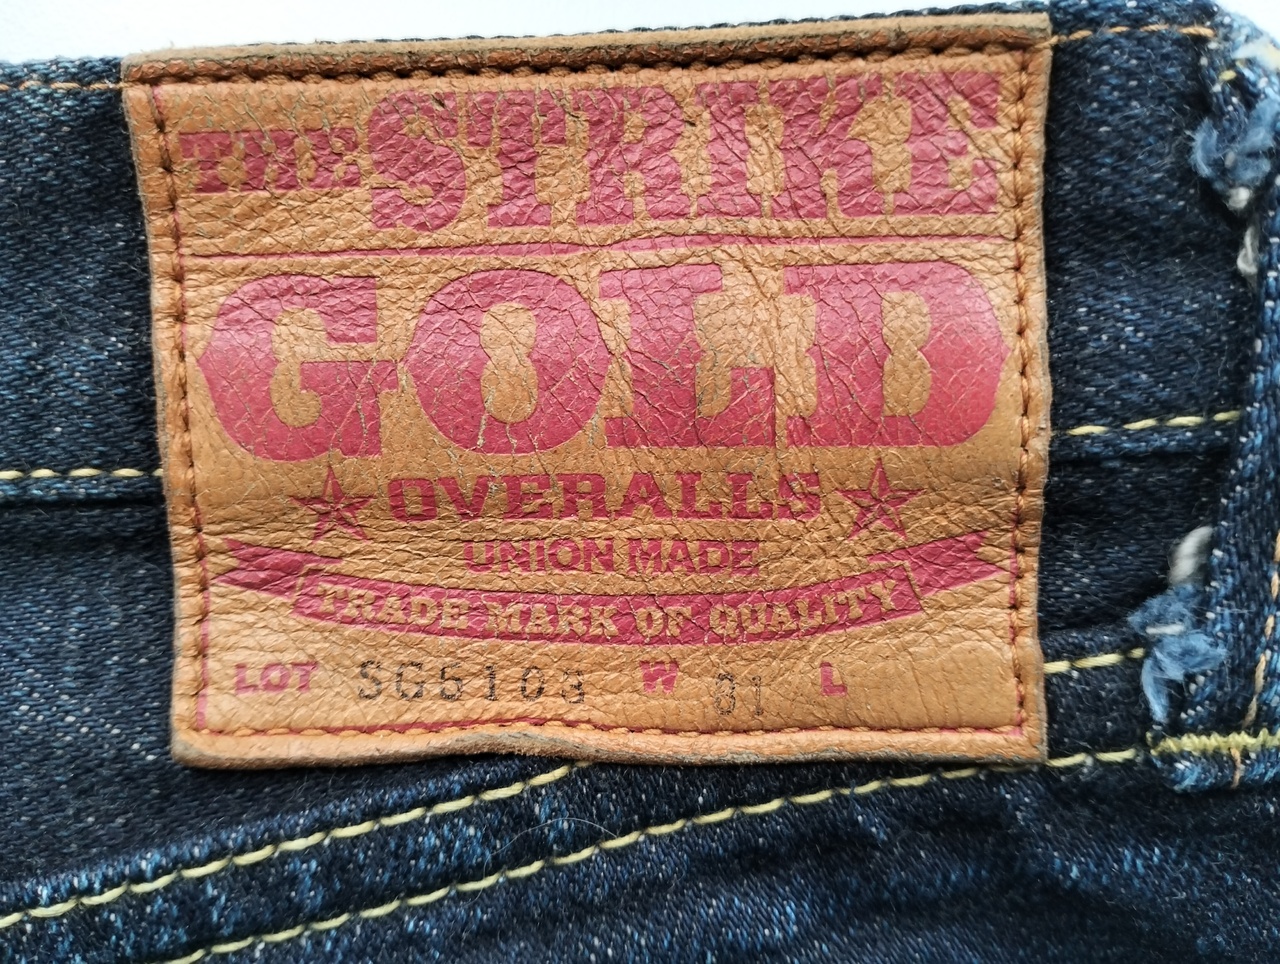 THE STRIKE
GOLD
OVERALLS
UNION MADE
TRADE MARK OF QUALITY
LOT SG5103 W 31 L